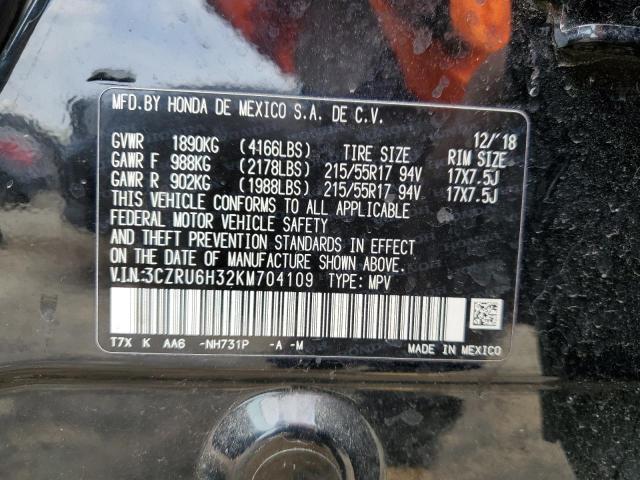 MFD.BY HONDA DE MEXICO S.A. DE C.V.
12/'18
GVWR 1890KG (4166LBS) TIRE SIZE RIM SIZE
GAWR F 988KG (2178LBS) 215/55R17 94V 17X7.5J
GAWR R 902KG (1988LBS) 215/55R17 94V 17X7.5J
THIS VEHICLE CONFORMS TO ALL APPLICABLE
FEDERAL MOTOR VEHICLE SAFETY
AND THEFT PREVENTION STANDARDS IN EFFECT
ON THE DATE OF MANUFACTURE SHOWN ABOVE.
V.I.N.:3CZRU6H32KM704109 TYPE: MPV
T7X K AA6 -NH731P -A -M
MADE IN MEXICO